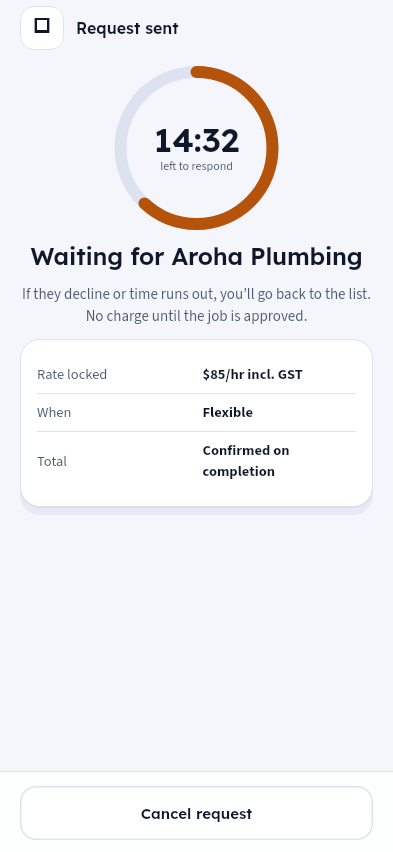 Request sent
14:32
left to respond
Waiting for Aroha Plumbing
If they decline or time runs out, you’ll go back to the list.
No charge until the job is approved.
Rate locked $85/hr incl. GST
When Flexible
Total Confirmed on
completion
Cancel request